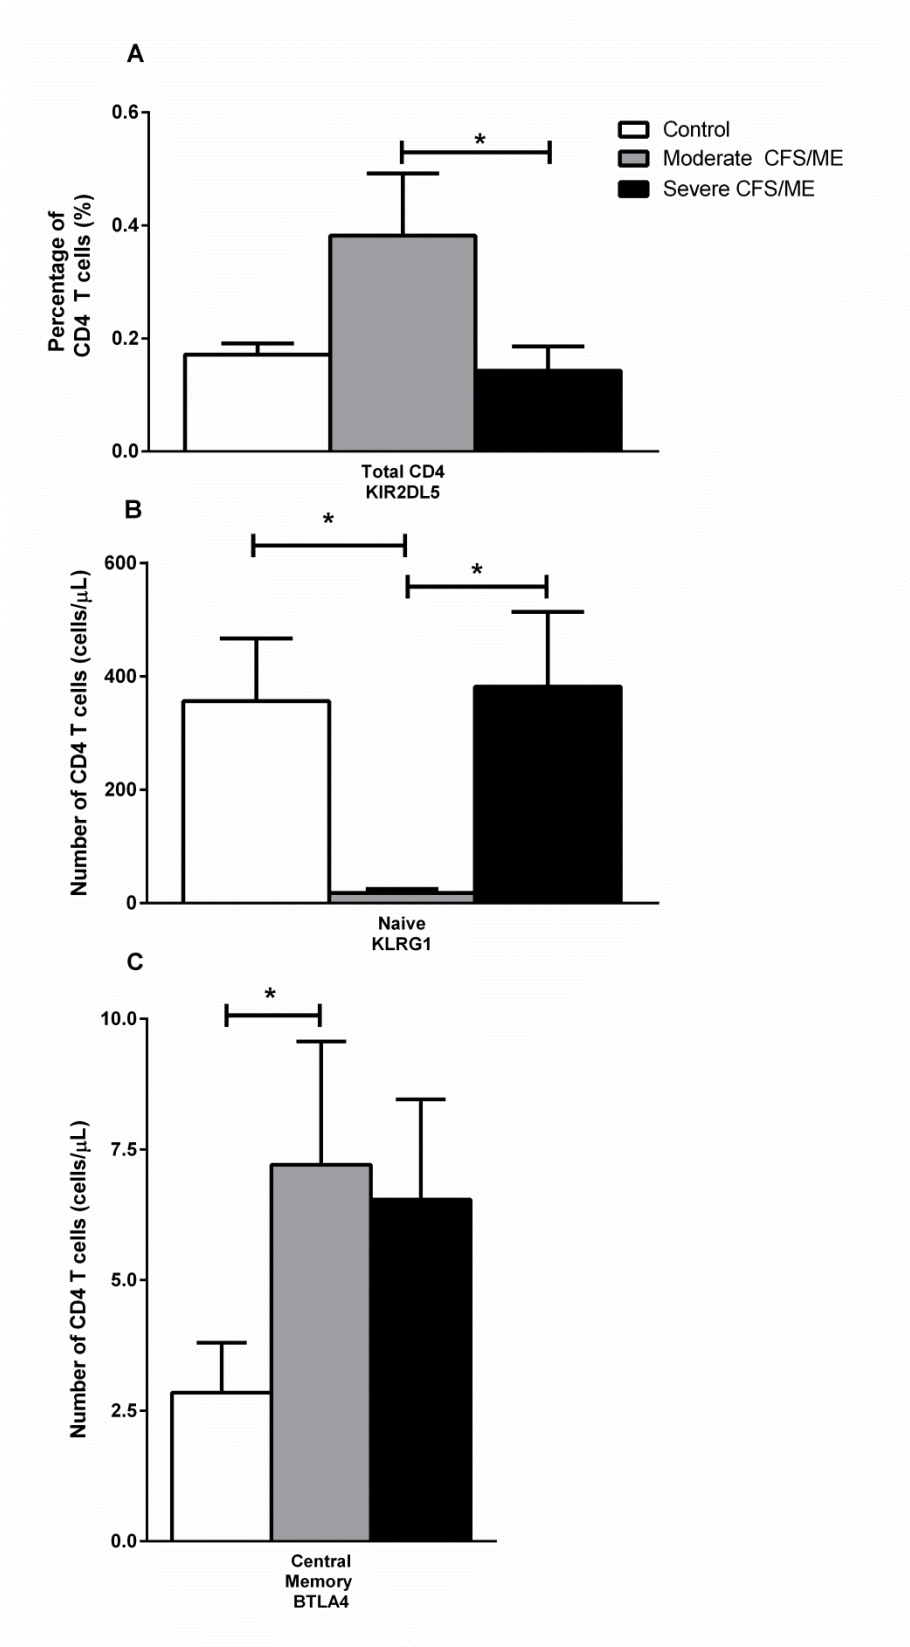 A
0.6
0.4
0.2
0.0
Percentage of
CD4 T cells (%)
*
Control
Moderate CFS/ME
Severe CFS/ME
Total CD4
KIR2DL5
B
*
*
600
400
200
0
Number of CD4 T cells (cells/μL)
Naive
KLRG1
C
*
10.0
7.5
5.0
2.5
0.0
Number of CD4 T cells (cells/μL)
Central
Memory
BTLA4